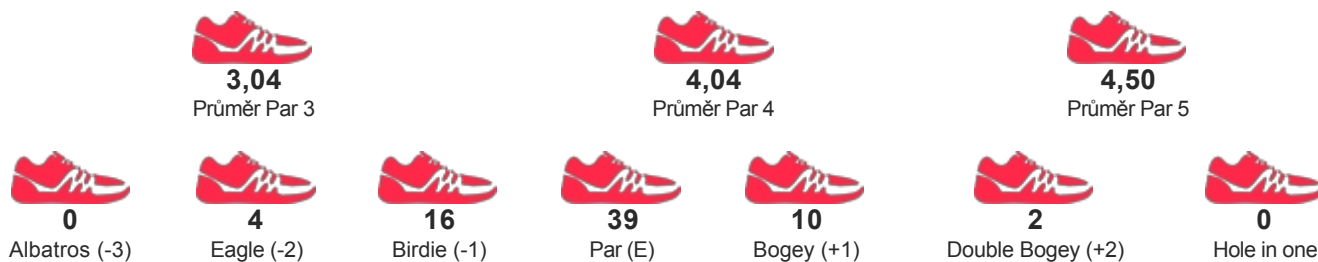 3,04 4,04 4,50
Průměr Par 3 Průměr Par 4 Průměr Par 5
0 4 16 39 10 2 0
Albatros (-3) Eagle (-2) Birdie (-1) Par (E) Bogey (+1) Double Bogey (+2) Hole in one